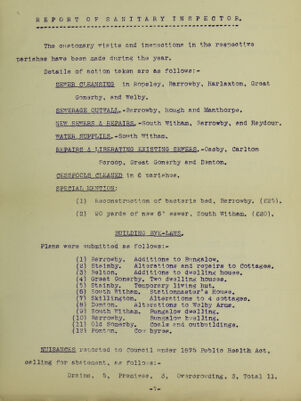 REPORT OF SANITARY INSPECTOR.
The customary visits and inspections in the respective
parishes have been made during the year.
Details of action taken are as follows:-
SEWER CLEANSING in Ropsley, Barrowby, Harlaxton, Great
Gonerby, and Welby.
SEWERAGE OUTFALL.-Barrowby, Hough and Manthorpe.
NEW SEWERS & REPAIRS.-South Witham, Barrowby, and Heydour.
WATER SUPPLIES.-South Witham.
REPAIRS & LIBERATING EXISTING SEWERS.-Oasby, Carlton
Scroop, Great Gonerby and Denton.
CESSPOOLS CLEANED in 6 parishes.
SPECIAL MENTION:
(1) Reconstruction of bacteria bed, Barrowby. (£25).
(2) 90 yards of new 6" sewer, South Witham. (£20).
BUILDING BYE-LAWS.
Plans were submitted as follows:-
(1) Barrowby. Additions to Bungalow.
(2) Stainby. Alterations and repairs to Cottages.
(3) Belton. Additions to dwelling house.
(4) Great Gonerby. Two dwelling houses.
(5) Stainby. Temporary living hut.
(6) South Witham. Stationmaster's House.
(7) Skillington. Alterations to 4 cottages.
(8) Denton. Alterations to Welby Arms.
(9) South Witham. Bungalow dwelling.
(10) Barrowby. Bungalow dwelling.
(11) Old Somerby. Coals and outbuildings.
(12) Foston. Cow byres.
NUISANCES reported to Council under 1875 Public Health Act,
calling for abatement, as follows:-
Drains, 5, Premises, 3, Overcrowding, 3, Total 11.
-7-